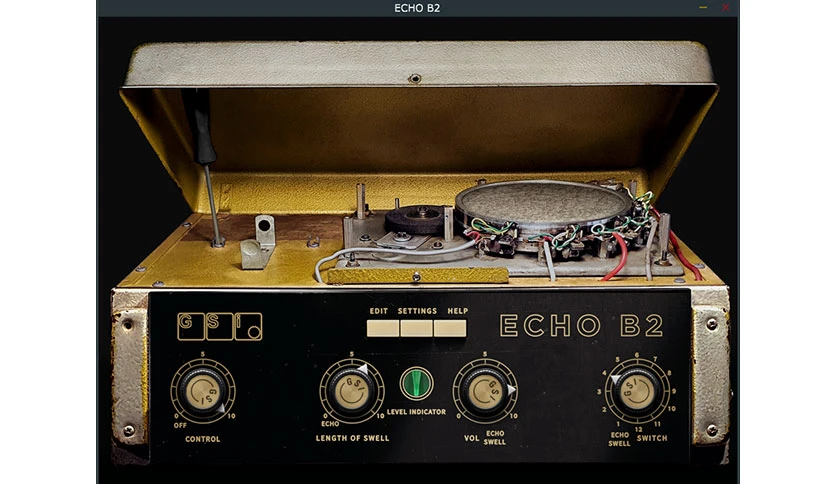 ECHO B2
GSi
EDIT SETTINGS HELP
ECHO B2
5
0 10
OFF
CONTROL
5
0 10
ECHO
LENGTH OF SWELL
LEVEL INDICATOR
5
0 10
VOL ECHO SWELL
5 6 7
4 8
3 9
2 10
1 12 11
ECHO SWELL SWITCH